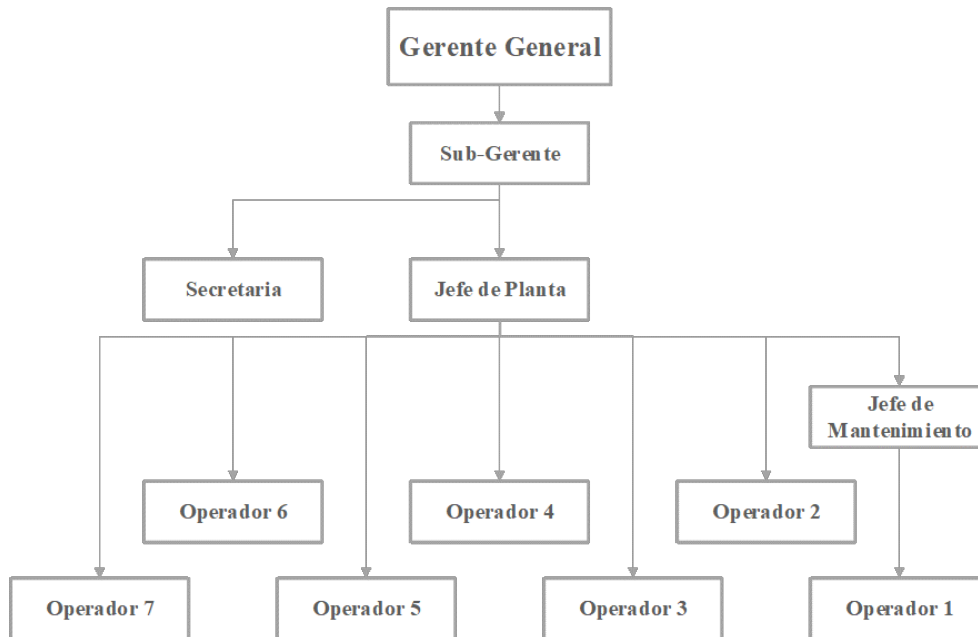 Gerente General
Sub-Gerente
Secretaria
Jefe de Planta
Jefe de
Mantenimiento
Operador 6
Operador 4
Operador 2
Operador 7
Operador 5
Operador 3
Operador 1